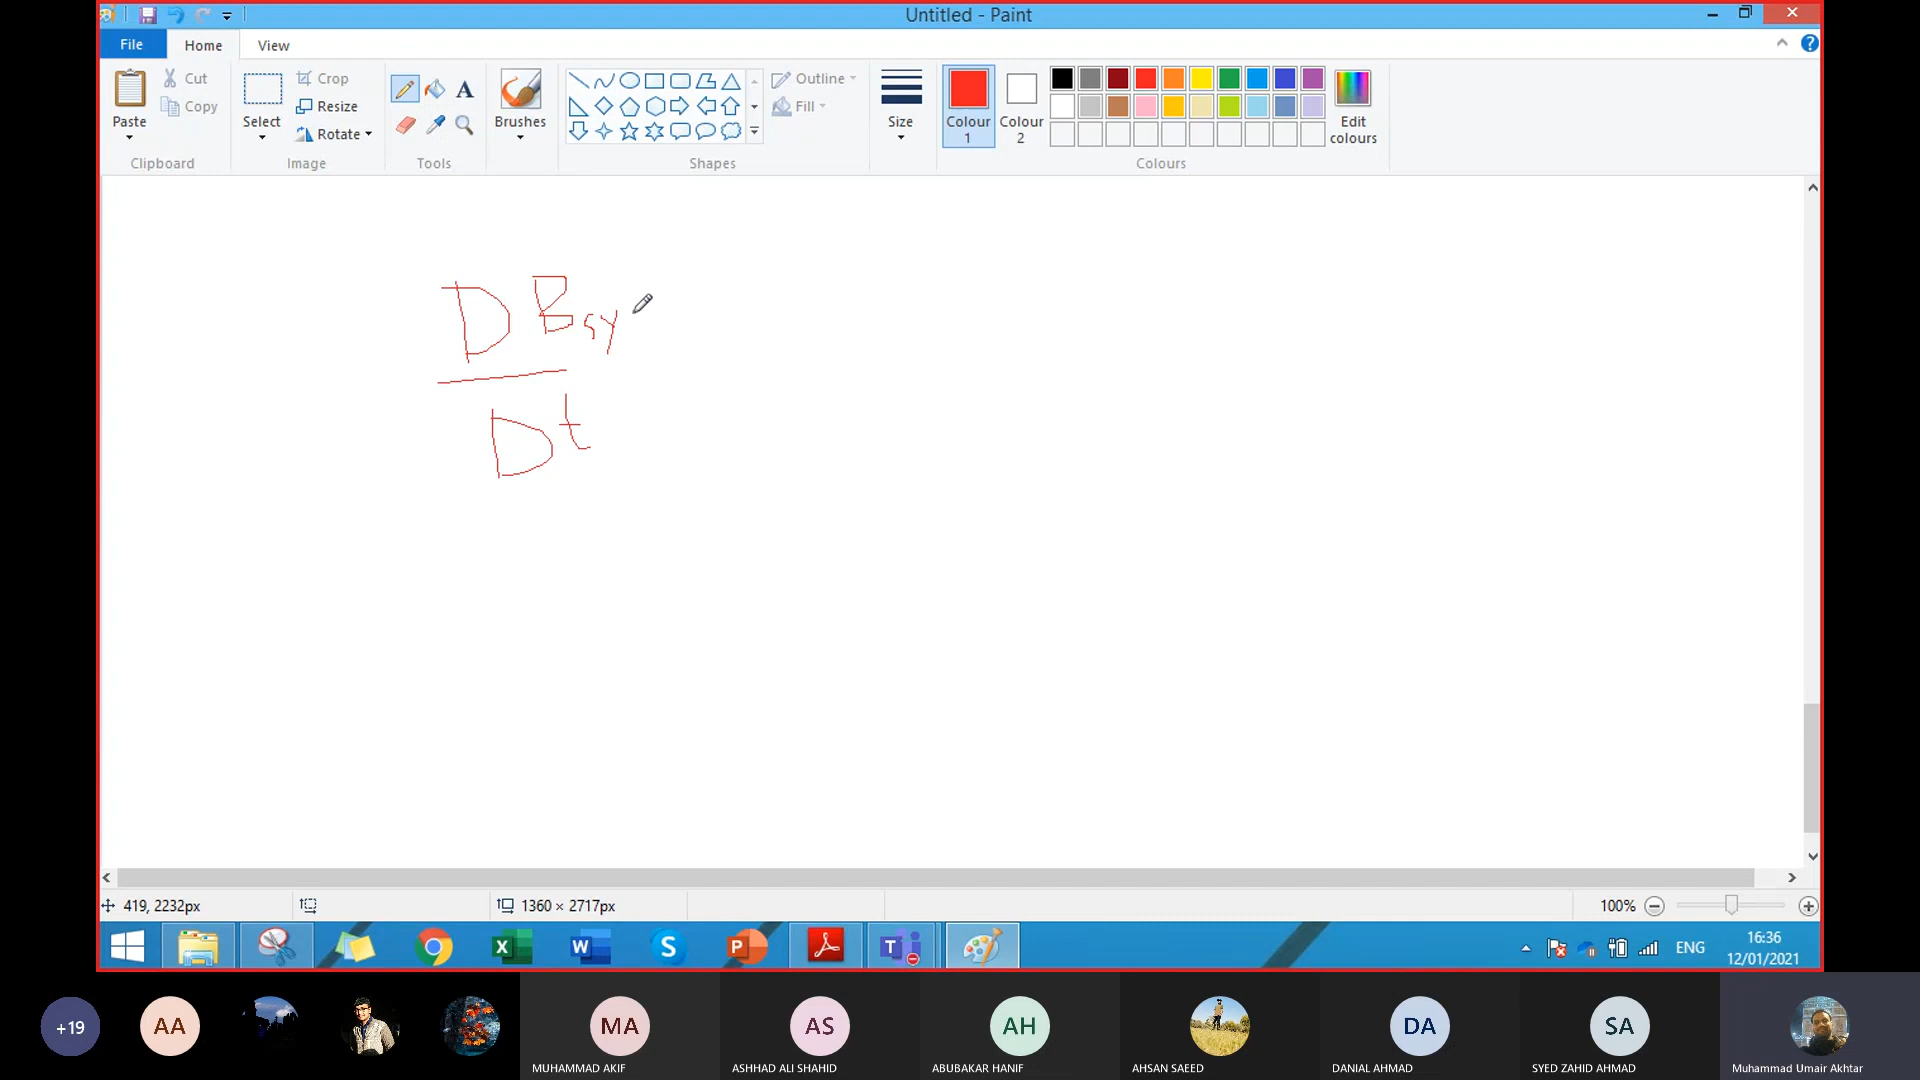 Untitled - Paint
File Home View
Paste
Cut
Copy
Clipboard
Select
Crop
Resize
Rotate
Image
A
Tools
Brushes
Shapes
Outline
Fill
Size
Colour 1
Colour 2
Edit colours
Colours
D B sy
D t
419, 2232px
1360 × 2717px
100%
ENG
16:36
12/01/2021
+19
AA
MA
AS
AH
DA
SA
MUHAMMAD AKIF
ASHHAD ALI SHAHID
ABUBAKAR HANIF
AHSAN SAEED
DANIAL AHMAD
SYED ZAHID AHMAD
Muhammad Umair Akhtar